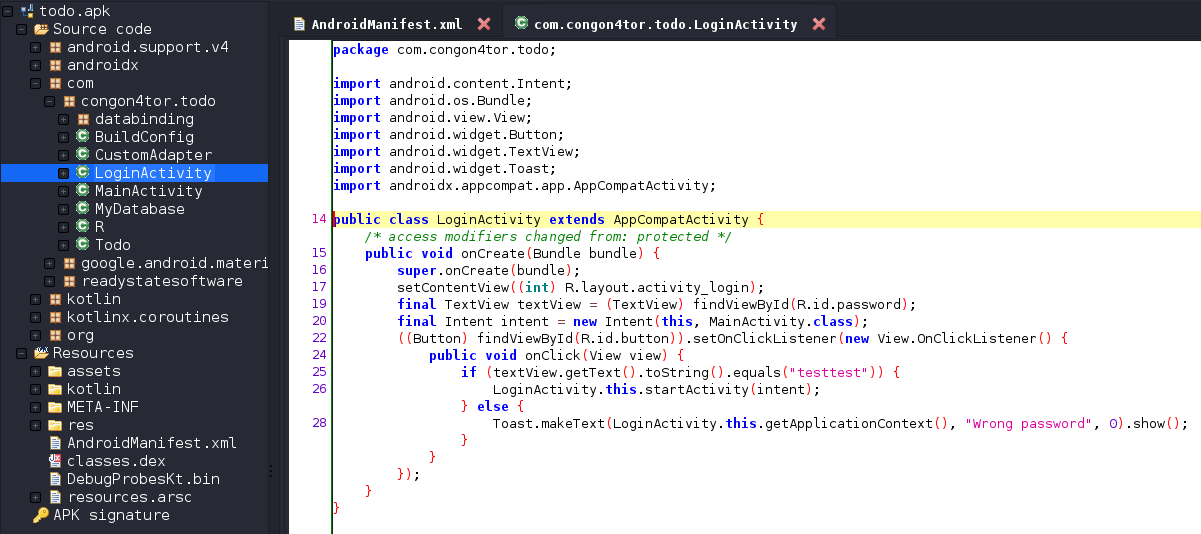 todo.apk
Source code
android.support.v4
androidx
com
congon4tor.todo
databinding
BuildConfig
CustomAdapter
LoginActivity
MainActivity
MyDatabase
R
Todo
google.android.materi
readystatesoftware
kotlin
kotlinx.coroutines
org
Resources
assets
kotlin
META-INF
res
AndroidManifest.xml
classes.dex
DebugProbesKt.bin
resources.arsc
APK signature
AndroidManifest.xml
com.congon4tor.todo.LoginActivity
package com.congon4tor.todo;
import android.content.Intent;
import android.os.Bundle;
import android.view.View;
import android.widget.Button;
import android.widget.TextView;
import android.widget.Toast;
import androidx.appcompat.app.AppCompatActivity;
14 public class LoginActivity extends AppCompatActivity {
/* access modifiers changed from: protected */
15 public void onCreate(Bundle bundle) {
16 super.onCreate(bundle);
17 setContentView((int) R.layout.activity_login);
19 final TextView textView = (TextView) findViewById(R.id.password);
20 final Intent intent = new Intent(this, MainActivity.class);
22 ((Button) findViewById(R.id.button)).setOnClickListener(new View.OnClickListener() {
24 public void onClick(View view) {
25 if (textView.getText().toString().equals("testtest")) {
26 LoginActivity.this.startActivity(intent);
} else {
28 Toast.makeText(LoginActivity.this.getApplicationContext(), "Wrong password", 0).show();
}
}
});
}
}